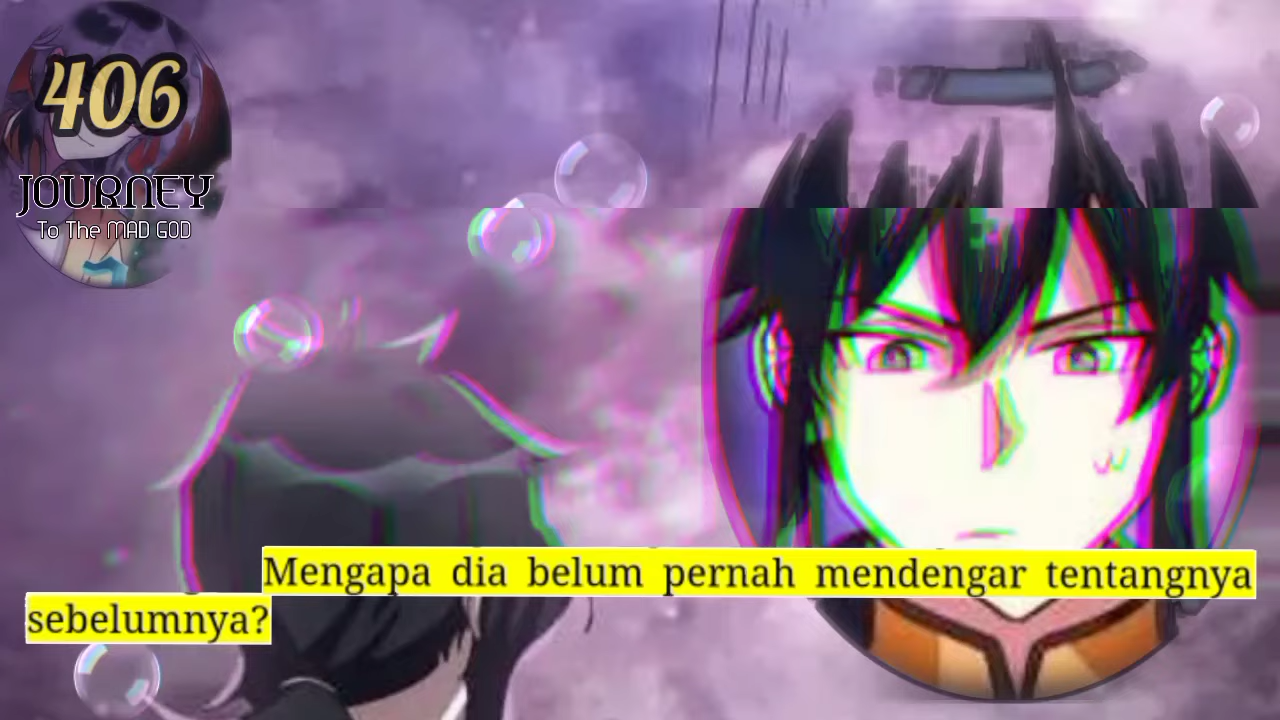 406
JOURNEY
To The MAD GOD
Mengapa dia belum pernah mendengar tentangnya
sebelumnya?